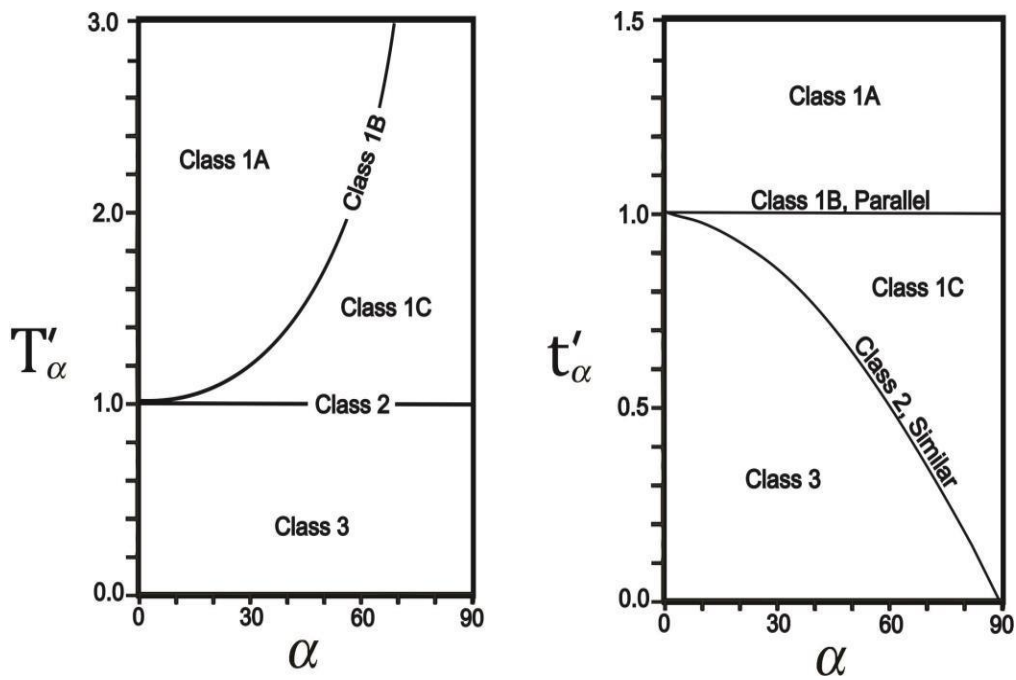 3.0
Class 1A
Class 1B
2.0
Class 1C
T′α
1.0
Class 2
Class 3
0.0
0 30 60 90
α
1.5
Class 1A
Class 1B, Parallel
1.0
Class 1C
t′α
0.5
Class 2, Similar
Class 3
0.0
0 30 60 90
α